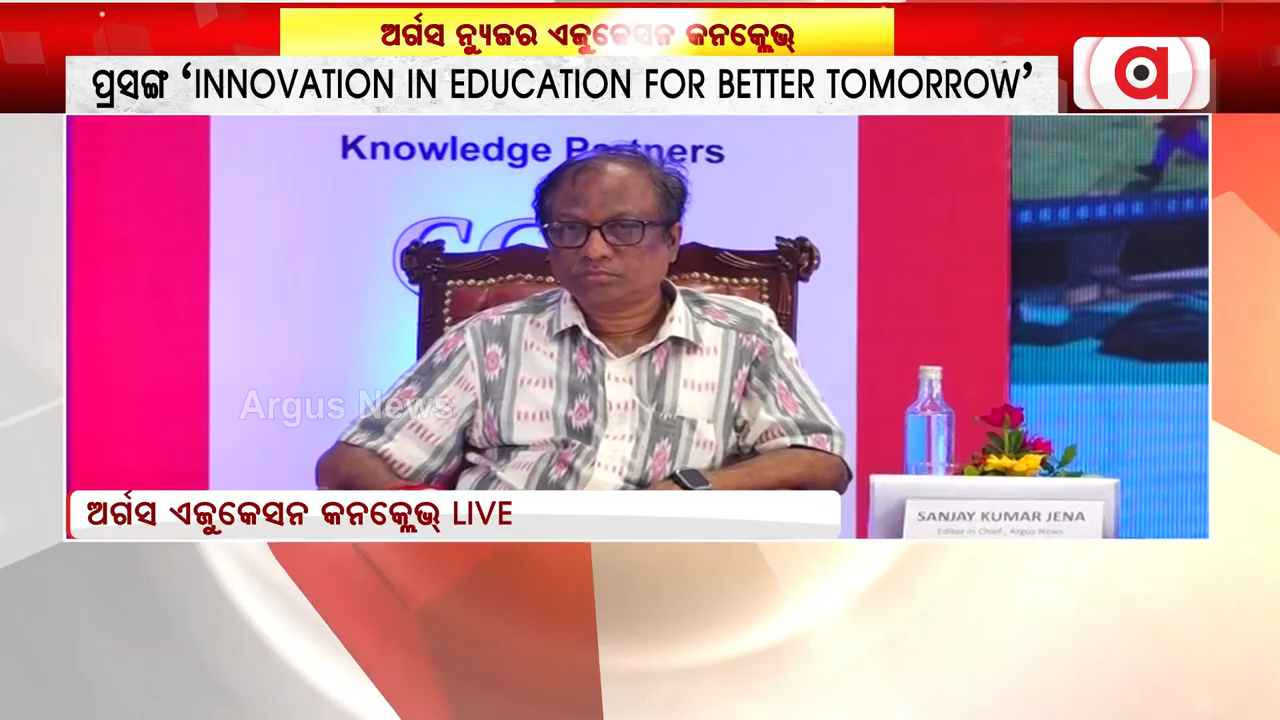 ଅର୍ଗସ ନ୍ୟୁଜର ଏଜୁକେସନ କନକ୍ଲେଭ୍
ପ୍ରସଙ୍ଗ ‘INNOVATION IN EDUCATION FOR BETTER TOMORROW’
a
Knowledge Partners
Argus News
ଅର୍ଗସ ଏଜୁକେସନ କନକ୍ଲେଭ୍ LIVE
SANJAY KUMAR JENA
Editor in Chief, Argus News